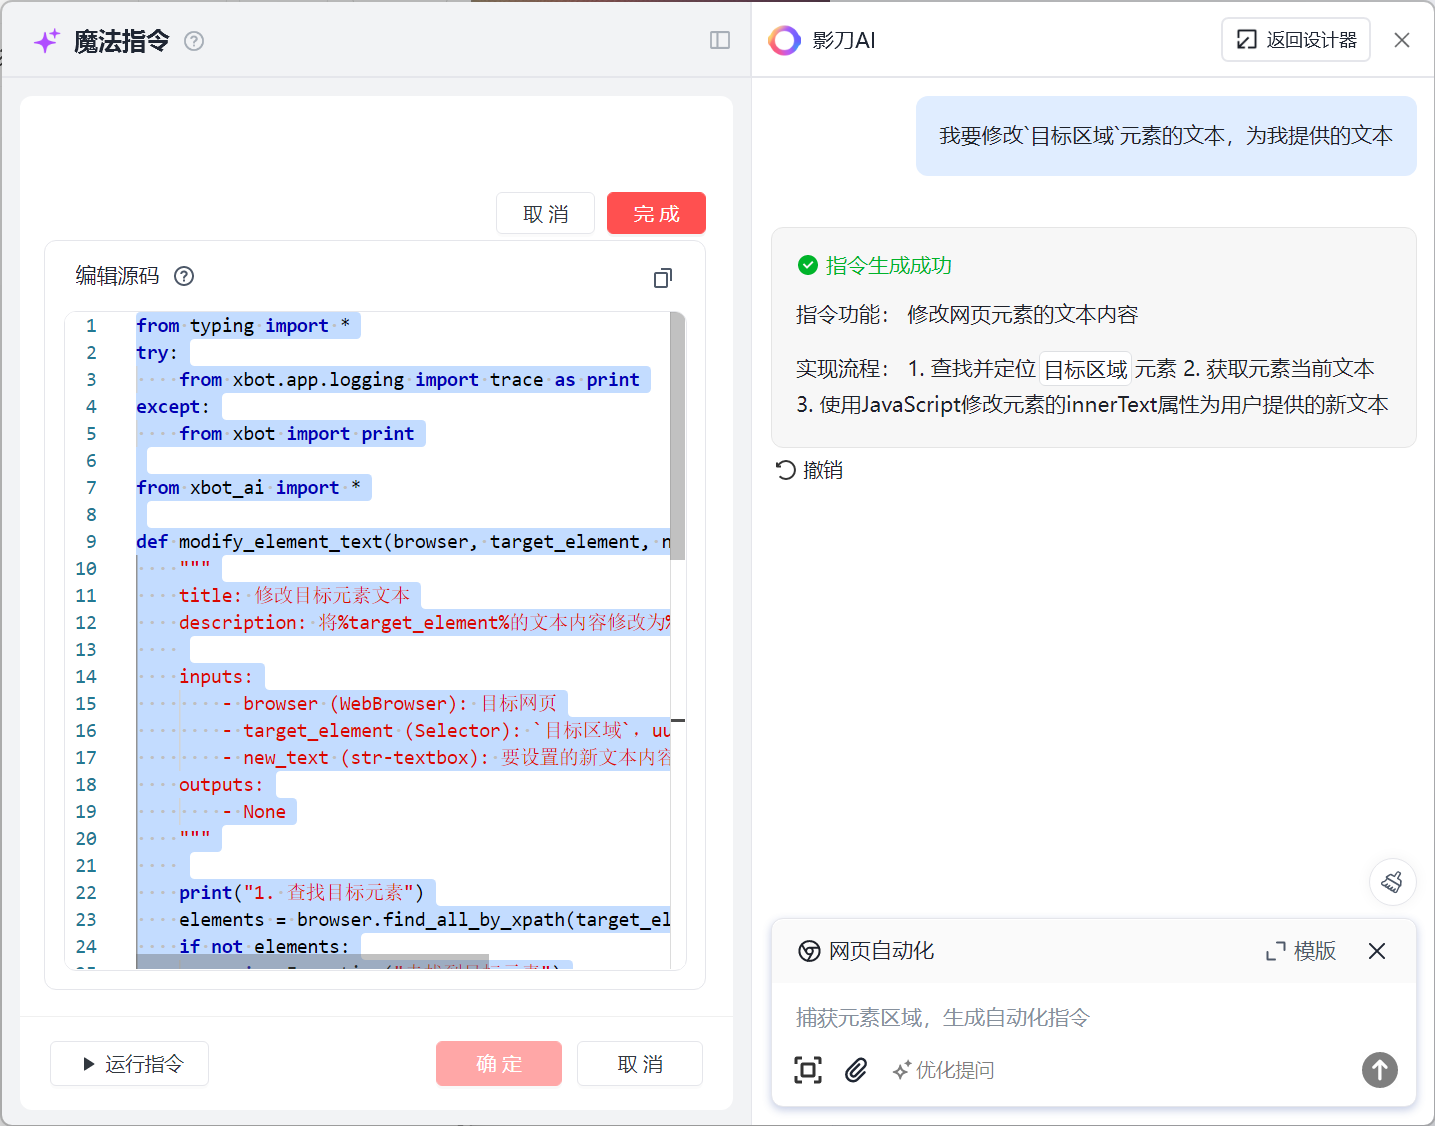 魔法指令
取 消
完 成
编辑源码
1 from typing import *
2 try:
3 from xbot.app.logging import trace as print
4 except:
5 from xbot import print
6
7 from xbot_ai import *
8
9 def modify_element_text(browser, target_element, n
10 """
11 title: 修改目标元素文本
12 description: 将%target_element%的文本内容修改为%
13
14 inputs:
15 - browser (WebBrowser): 目标网页
16 - target_element (Selector): `目标区域`，uu
17 - new_text (str-textbox): 要设置的新文本内容
18 outputs:
19 - None
20 """
21
22 print("1. 查找目标元素")
23 elements = browser.find_all_by_xpath(target_el
24 if not elements:
运行指令
确 定
取 消
影刀AI
返回设计器
我要修改`目标区域`元素的文本，为我提供的文本
指令生成成功
指令功能： 修改网页元素的文本内容
实现流程： 1. 查找并定位 目标区域 元素 2. 获取元素当前文本
3. 使用JavaScript修改元素的innerText属性为用户提供的新文本
撤销
网页自动化
模版
捕获元素区域，生成自动化指令
优化提问